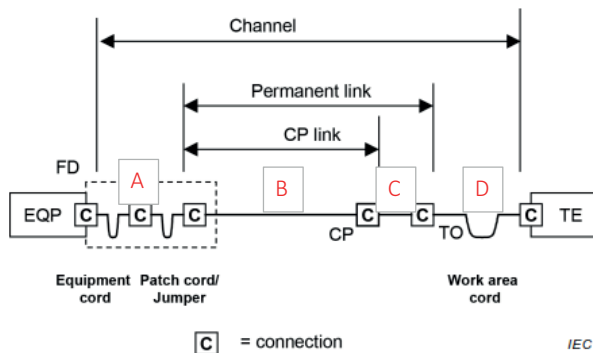 Channel
Permanent link
CP link
FD
A
B
C
D
EQP
C
C
C
C
C
C
TE
CP
TO
Equipment
cord
Patch cord/
Jumper
Work area
cord
C = connection
IEC